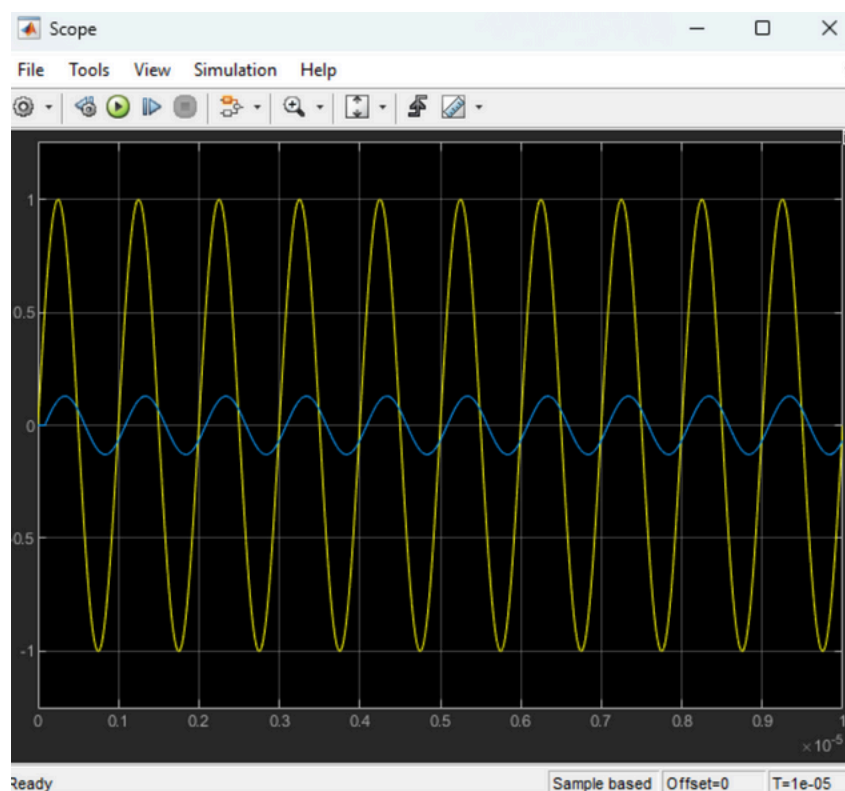 Scope
File Tools View Simulation Help
1
0.5
0
0.5
-1
0 0.1 0.2 0.3 0.4 0.5 0.6 0.7 0.8 0.9 1
×10-5
Ready Sample based Offset=0 T=1e-05